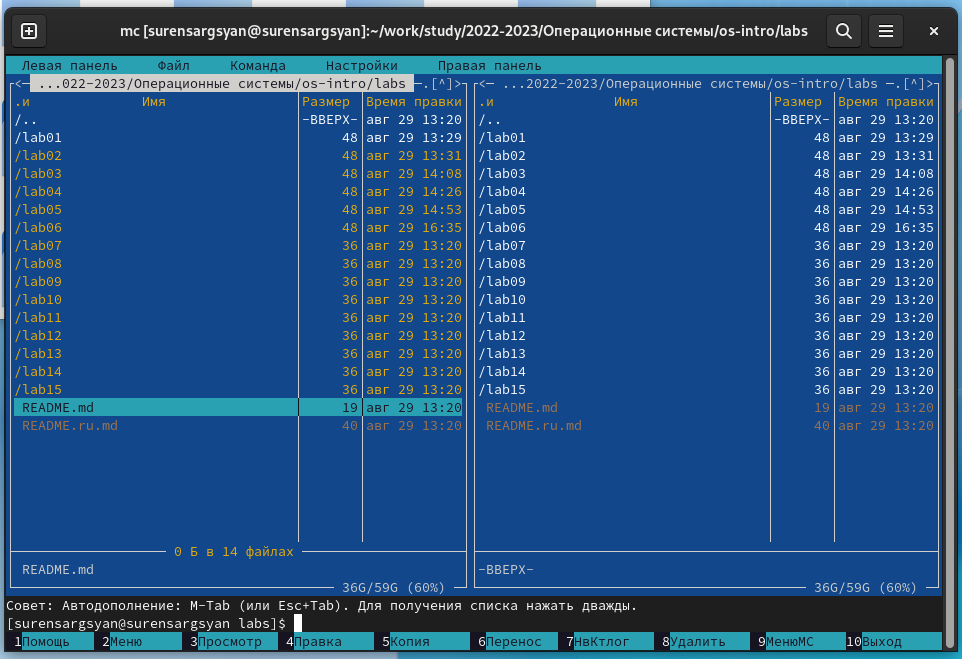 mc [surensargsyan@surensargsyan]:~/work/study/2022-2023/Операционные системы/os-intro/labs
Левая панель Файл Команда Настройки Правая панель
<─ ...022-2023/Операционные системы/os-intro/labs ─.[^]> <─ ...2022-2023/Операционные системы/os-intro/labs ─.[^]>
.и Имя Размер Время правки .и Имя Размер Время правки
/.. -ВВЕРХ- авг 29 13:20 /.. -ВВЕРХ- авг 29 13:20
/lab01 48 авг 29 13:29 /lab01 48 авг 29 13:29
/lab02 48 авг 29 13:31 /lab02 48 авг 29 13:31
/lab03 48 авг 29 14:08 /lab03 48 авг 29 14:08
/lab04 48 авг 29 14:26 /lab04 48 авг 29 14:26
/lab05 48 авг 29 14:53 /lab05 48 авг 29 14:53
/lab06 48 авг 29 16:35 /lab06 48 авг 29 16:35
/lab07 36 авг 29 13:20 /lab07 36 авг 29 13:20
/lab08 36 авг 29 13:20 /lab08 36 авг 29 13:20
/lab09 36 авг 29 13:20 /lab09 36 авг 29 13:20
/lab10 36 авг 29 13:20 /lab10 36 авг 29 13:20
/lab11 36 авг 29 13:20 /lab11 36 авг 29 13:20
/lab12 36 авг 29 13:20 /lab12 36 авг 29 13:20
/lab13 36 авг 29 13:20 /lab13 36 авг 29 13:20
/lab14 36 авг 29 13:20 /lab14 36 авг 29 13:20
/lab15 36 авг 29 13:20 /lab15 36 авг 29 13:20
README.md 19 авг 29 13:20 README.md 19 авг 29 13:20
README.ru.md 40 авг 29 13:20 README.ru.md 40 авг 29 13:20
0 Б в 14 файлах
README.md -ВВЕРХ-
36G/59G (60%) 36G/59G (60%)
Совет: Автодополнение: M-Tab (или Esc+Tab). Для получения списка нажать дважды.
[surensargsyan@surensargsyan labs]$
1Помощь 2Меню 3Просмотр 4Правка 5Копия 6Перенос 7НвКтлог 8Удалить 9МенюMC 10Выход